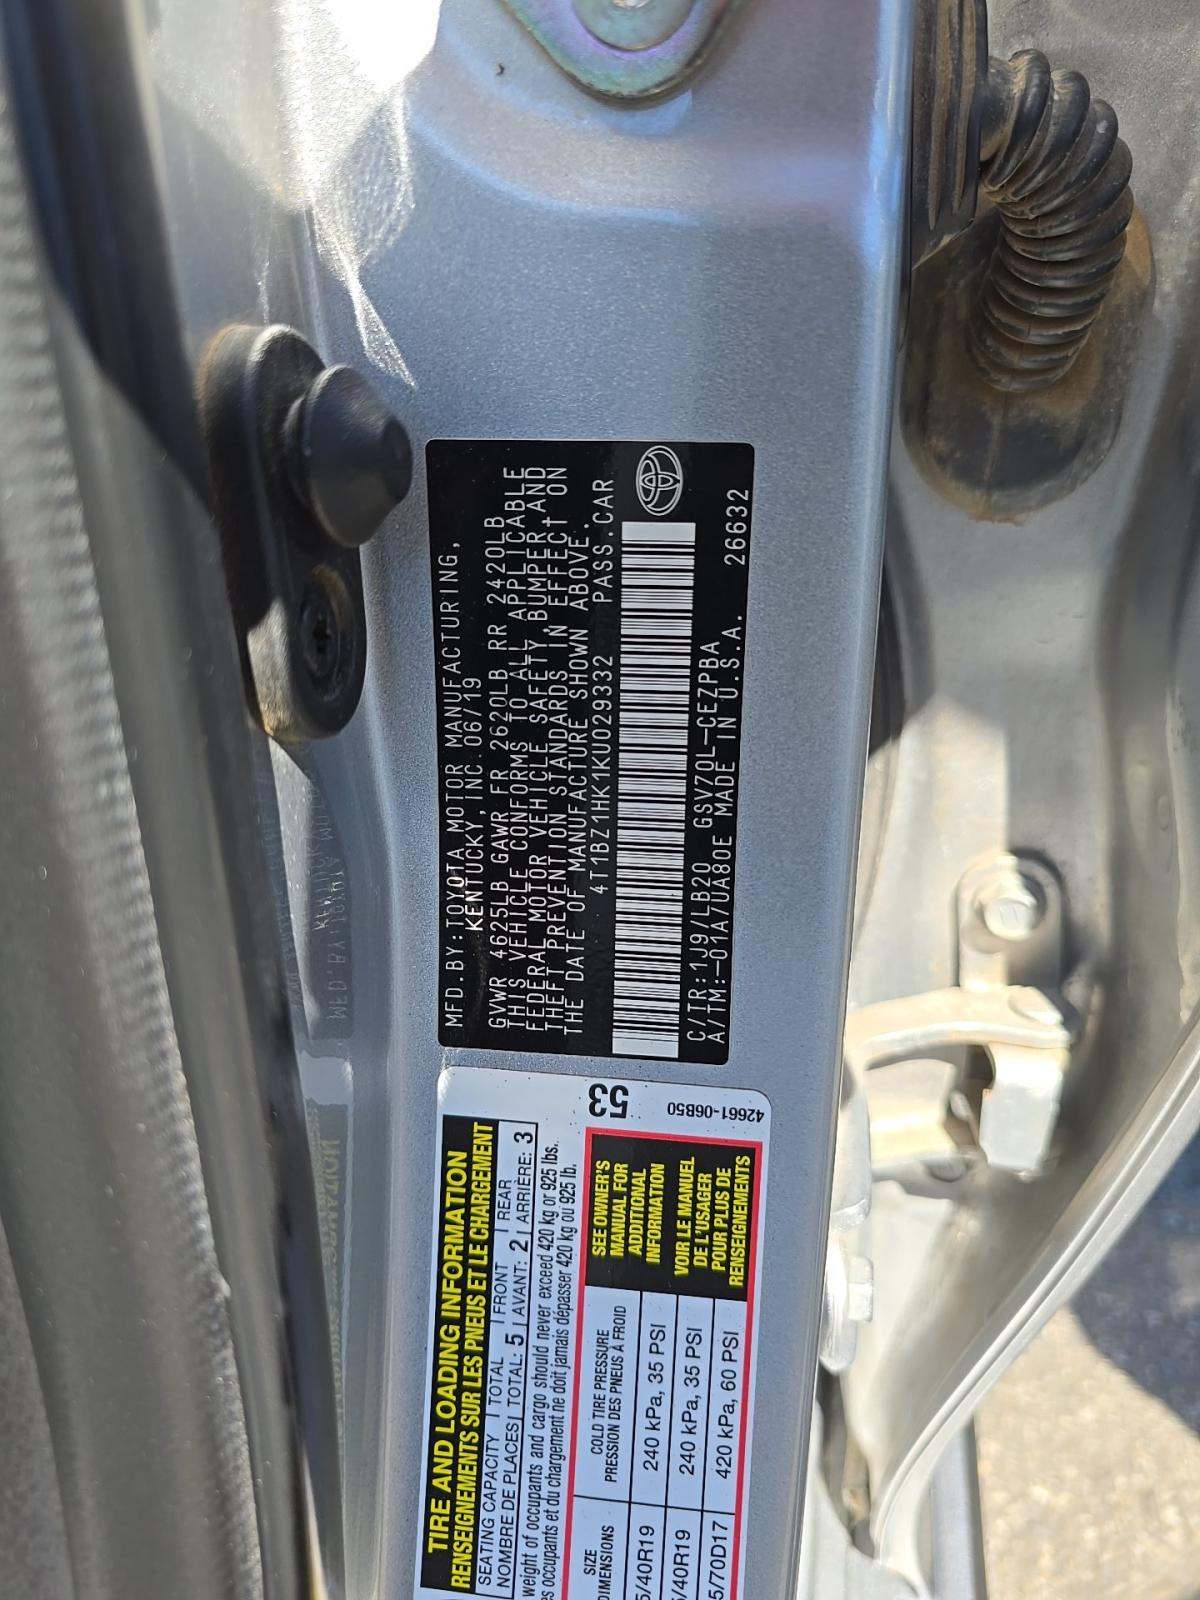 MFD.BY:TOYOTA MOTOR MANUFACTURING,
KENTUCKY, INC.06/19
GVWR 4625LB GAWR FR 2620LB RR 2420LB
THIS VEHICLE CONFORMS TO ALL APPLICABLE
FEDERAL MOTOR VEHICLE SAFETY, BUMPER, AND
THEFT PREVENTION STANDARDS IN EFFECT ON
THE DATE OF MANUFACTURE SHOWN ABOVE.
4T1BZ1HK1KU029332 PASS.CAR
C/TR:1J9/LB20 GSV70L-CEZPBA
A/TM:-01A/UA80E MADE IN U.S.A. 26632
TIRE AND LOADING INFORMATION
RENSEIGNEMENTS SUR LES PNEUS ET LE CHARGEMENT
SEATING CAPACITY TOTAL FRONT REAR
NOMBRE DE PLACES TOTAL: 5 AVANT: 2 ARRIÈRE: 3
weight of occupants and cargo should never exceed 420 kg or 925 lbs.
occupants et du chargement ne doit jamais dépasser 420 kg ou 925 lb.
53
42661-06B50
SIZE
DIMENSIONS
COLD TIRE PRESSURE
PRESSION DES PNEUS À FROID
5/40R19 240 kPa, 35 PSI
/40R19 240 kPa, 35 PSI
5/70D17 420 kPa, 60 PSI
SEE OWNER'S
MANUAL FOR
ADDITIONAL
INFORMATION
VOIR LE MANUEL
DE L'USAGER
POUR PLUS DE
RENSEIGNEMENTS